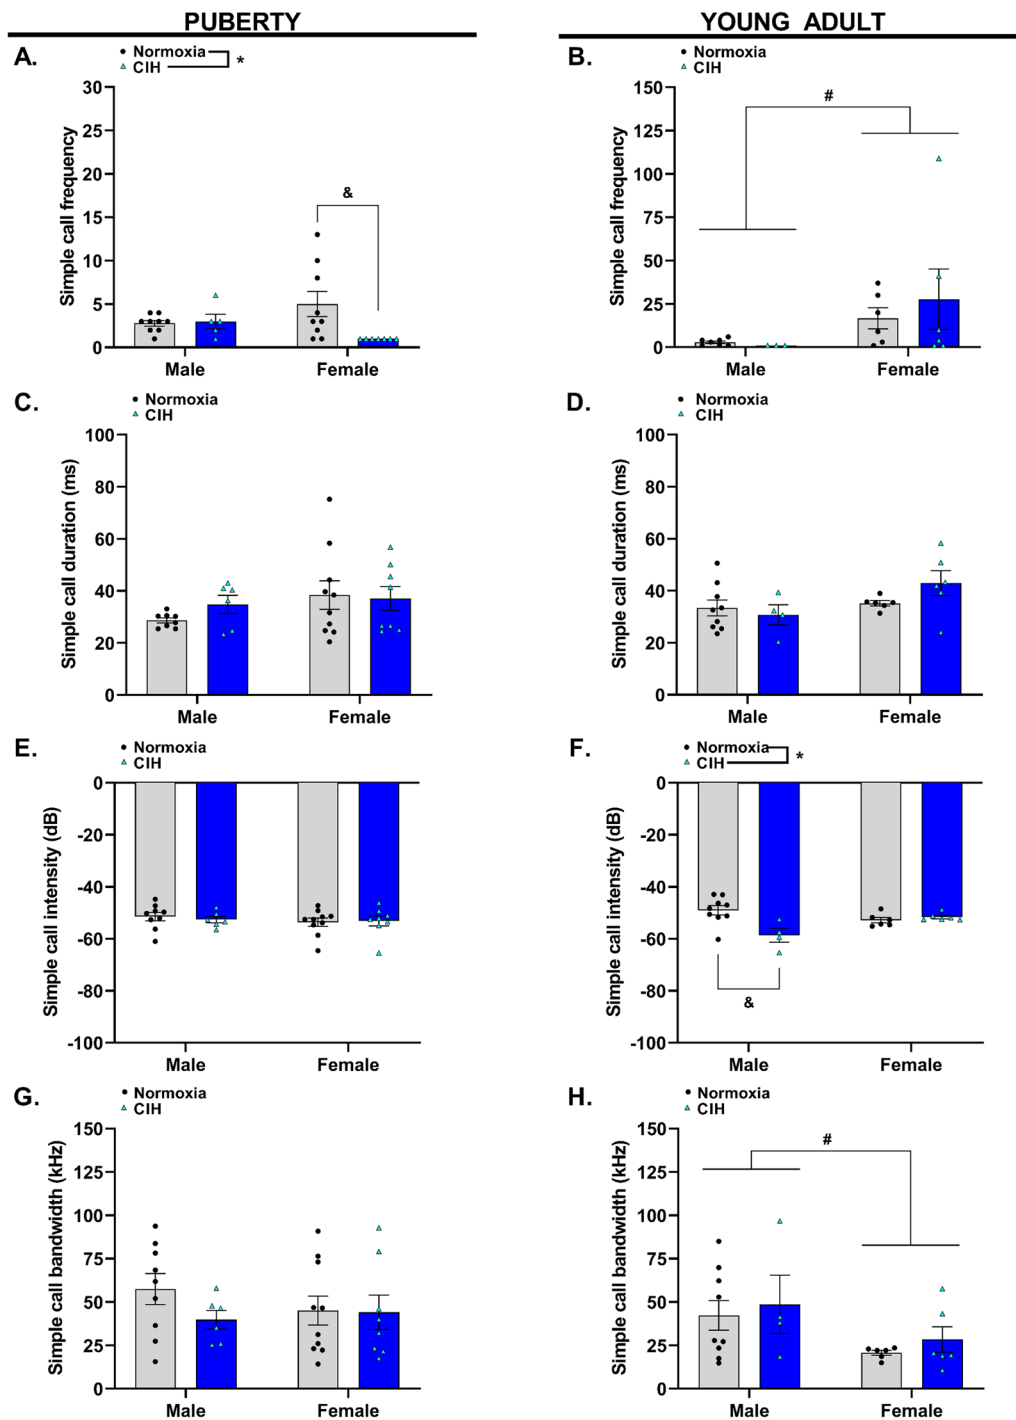 PUBERTY
YOUNG ADULT
A.
Normoxia
CIH
*
Simple call frequency
30
25
20
15
10
5
0
&
Male
Female
B.
Normoxia
CIH
Simple call frequency
150
125
100
75
50
25
0
#
Male
Female
C.
Normoxia
CIH
Simple call duration (ms)
100
80
60
40
20
0
Male
Female
D.
Normoxia
CIH
Simple call duration (ms)
100
80
60
40
20
0
Male
Female
E.
Normoxia
CIH
Simple call intensity (dB)
0
-20
-40
-60
-80
-100
Male
Female
F.
Normoxia
CIH
*
Simple call intensity (dB)
0
-20
-40
-60
-80
-100
&
Male
Female
G.
Normoxia
CIH
Simple call bandwidth (kHz)
150
125
100
75
50
25
0
Male
Female
H.
Normoxia
CIH
Simple call bandwidth (kHz)
150
125
100
75
50
25
0
#
Male
Female